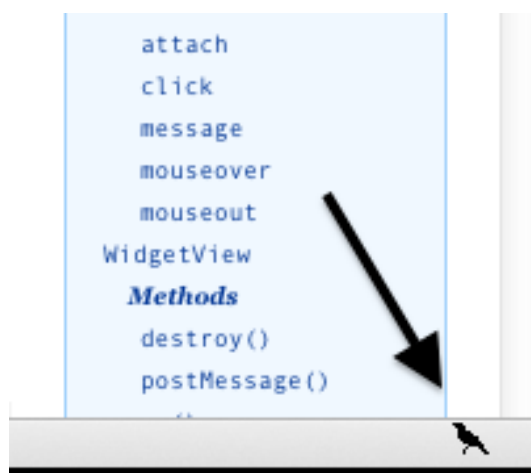 attach
click
message
mouseover
mouseout
WidgetView
Methods
destroy()
postMessage()